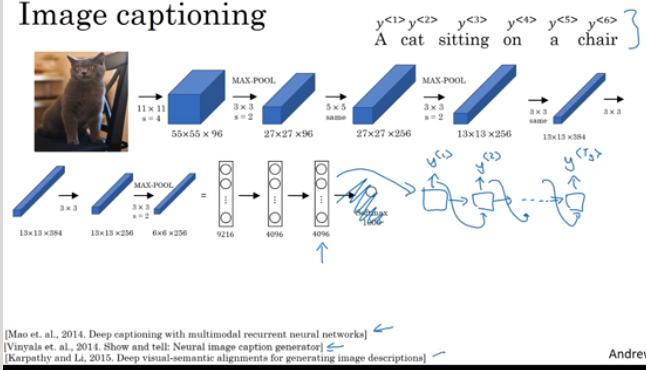 Image captioning
y<1> y<2> y<3> y<4> y<5> y<6>
A cat sitting on a chair
MAX-POOL MAX-POOL
11 × 11 3 × 3 5 × 5 3 × 3 3 × 3 3 × 3
s = 4 s = 2 same s = 2 same
55×55 × 96 27×27 ×96 27×27 ×256 13×13 ×256 13×13 ×384
y<1> y<2> y<Ty>
MAX-POOL
3 × 3 3 × 3 =
s = 2 softmax
1000
13×13 ×384 13×13 ×256 6×6 ×256 9216 4096 4096
[Mao et. al., 2014. Deep captioning with multimodal recurrent neural networks]
[Vinyals et. al., 2014. Show and tell: Neural image caption generator]
[Karpathy and Li, 2015. Deep visual-semantic alignments for generating image descriptions]
Andrew